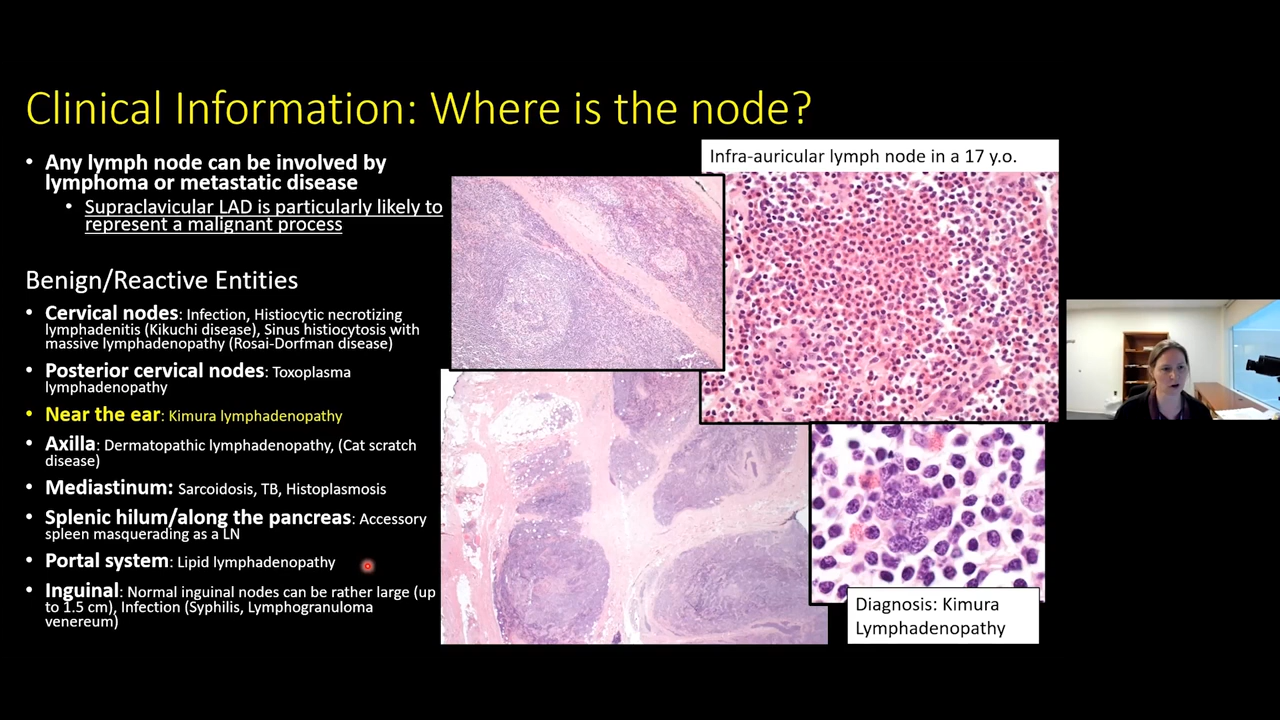 Clinical Information: Where is the node?
• Any lymph node can be involved by
lymphoma or metastatic disease
• Supraclavicular LAD is particularly likely to
represent a malignant process
Benign/Reactive Entities
• Cervical nodes: Infection, Histiocytic necrotizing
lymphadenitis (Kikuchi disease), Sinus histiocytosis with
massive lymphadenopathy (Rosai-Dorfman disease)
• Posterior cervical nodes: Toxoplasma
lymphadenopathy
• Near the ear: Kimura lymphadenopathy
• Axilla: Dermatopathic lymphadenopathy, (Cat scratch
disease)
• Mediastinum: Sarcoidosis, TB, Histoplasmosis
• Splenic hilum/along the pancreas: Accessory
spleen masquerading as a LN
• Portal system: Lipid lymphadenopathy
• Inguinal: Normal inguinal nodes can be rather large (up
to 1.5 cm), Infection (Syphilis, Lymphogranuloma
venereum)
Infra-auricular lymph node in a 17 y.o.
Diagnosis: Kimura
Lymphadenopathy